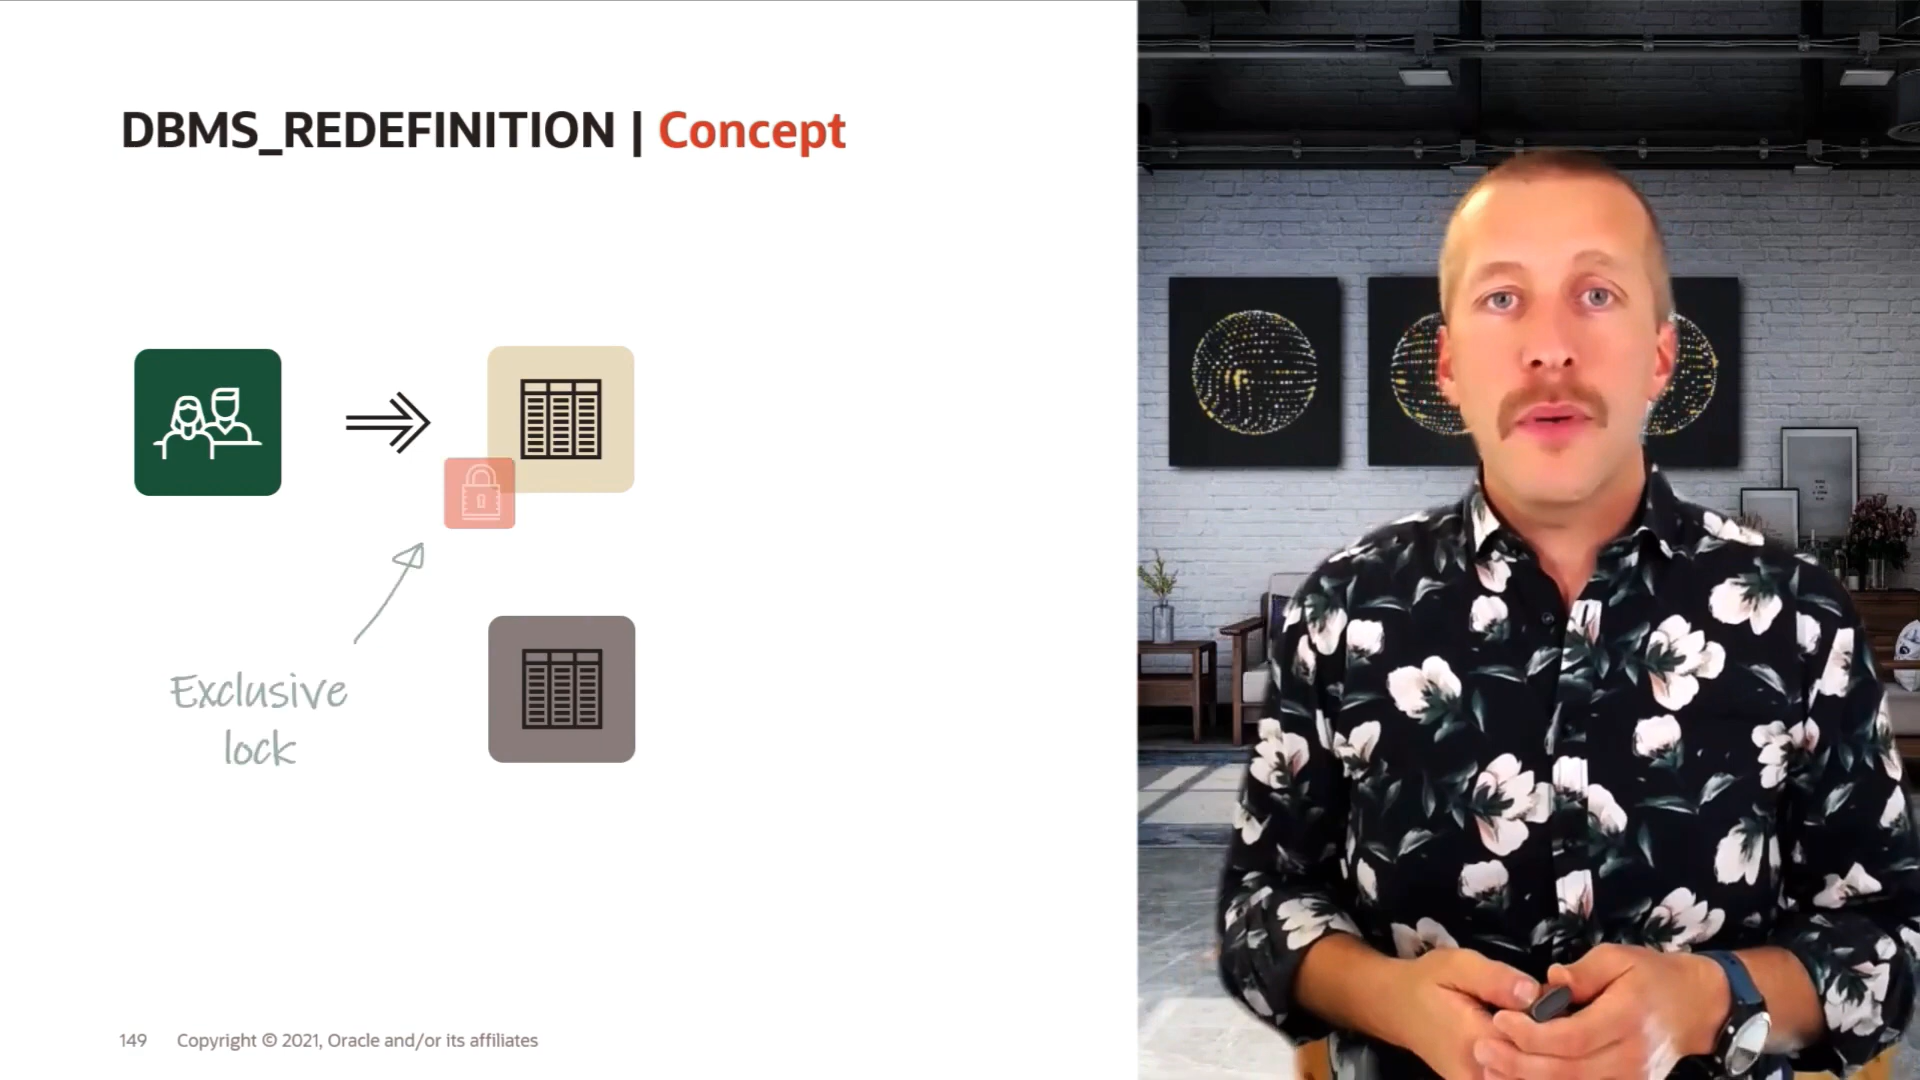 DBMS_REDEFINITION | Concept
Exclusive
lock
149 Copyright © 2021, Oracle and/or its affiliates